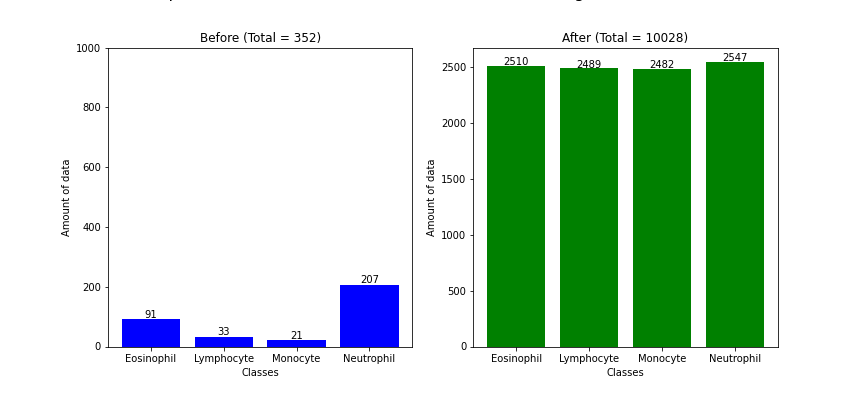 Before (Total = 352)
Amount of data
1000
800
600
400
200
0
91
33
21
207
Eosinophil Lymphocyte Monocyte Neutrophil
Classes
After (Total = 10028)
Amount of data
2500
2000
1500
1000
500
0
2510
2489
2482
2547
Eosinophil Lymphocyte Monocyte Neutrophil
Classes